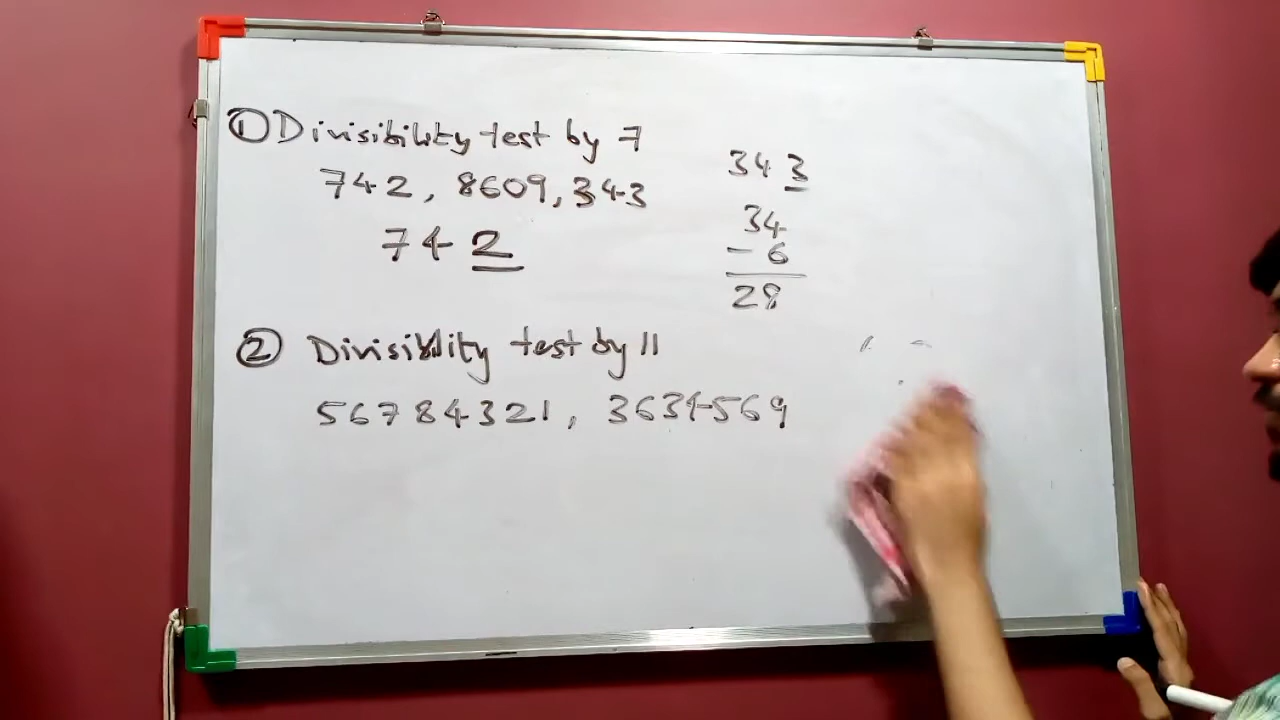 ① Divisibility test by 7
742, 8609, 343
742
343
34
- 6
28
② Divisibility test by 11
56784321, 3634569